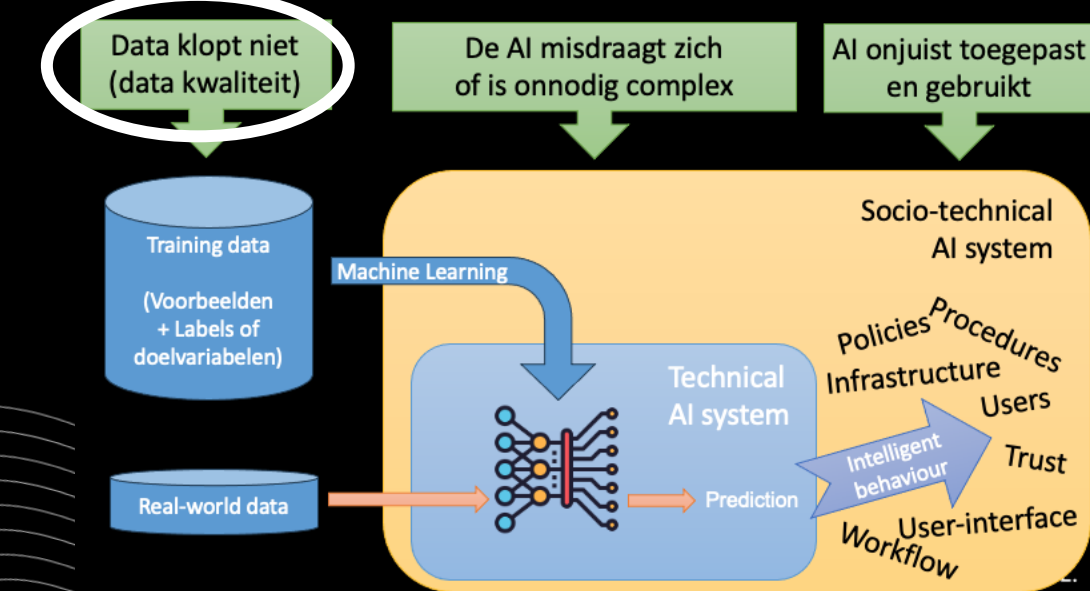 Data klopt niet
(data kwaliteit)
De AI misdraagt zich
of is onnodig complex
AI onjuist toegepast
en gebruikt
Training data
(Voorbeelden
+ Labels of
doelvariabelen)
Machine Learning
Socio-technical
AI system
Technical
AI system
Policies
Procedures
Infrastructure
Users
Trust
Intelligent
behaviour
Real-world data
Prediction
User-interface
Workflow